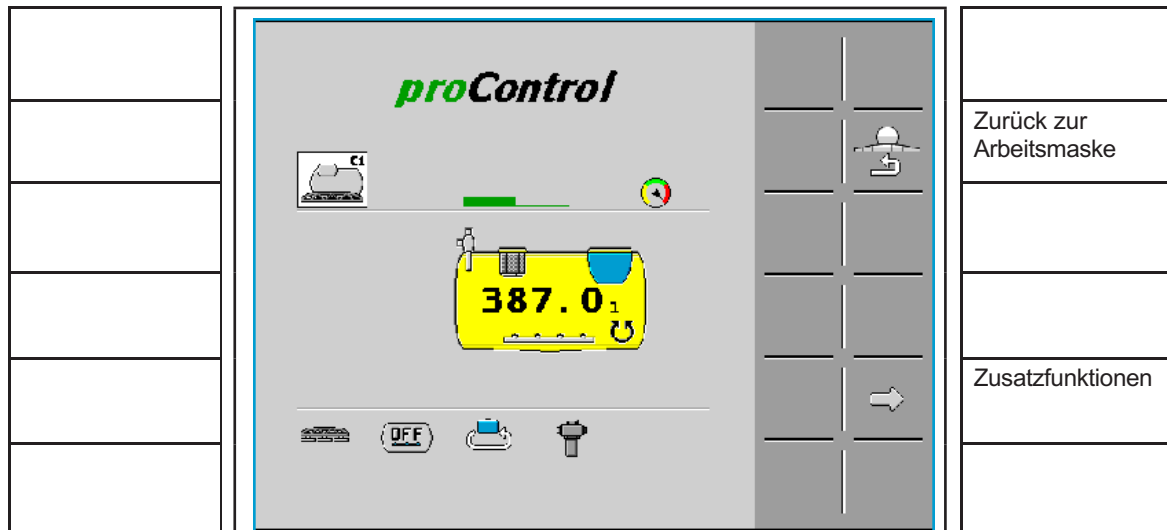 proControl
Zurück zur
Arbeitsmaske
C1
387.0 l
Zusatzfunktionen
OFF